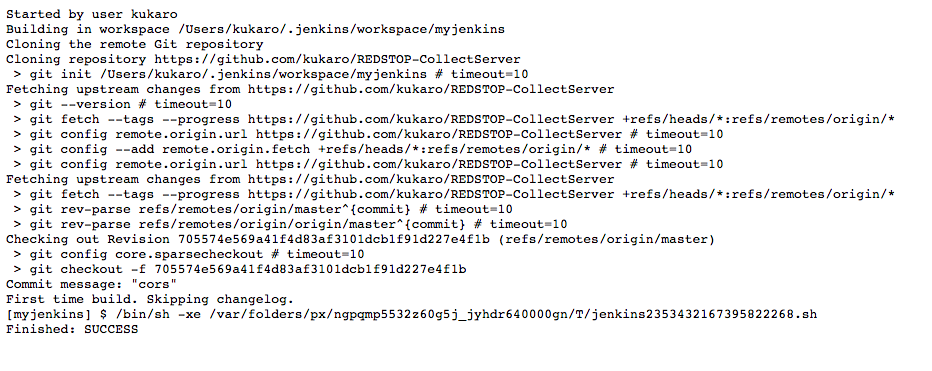 Started by user kukaro
Building in workspace /Users/kukaro/.jenkins/workspace/myjenkins
Cloning the remote Git repository
Cloning repository https://github.com/kukaro/REDSTOP-CollectServer
 > git init /Users/kukaro/.jenkins/workspace/myjenkins # timeout=10
Fetching upstream changes from https://github.com/kukaro/REDSTOP-CollectServer
 > git --version # timeout=10
 > git fetch --tags --progress https://github.com/kukaro/REDSTOP-CollectServer +refs/heads/*:refs/remotes/origin/*
 > git config remote.origin.url https://github.com/kukaro/REDSTOP-CollectServer # timeout=10
 > git config --add remote.origin.fetch +refs/heads/*:refs/remotes/origin/* # timeout=10
 > git config remote.origin.url https://github.com/kukaro/REDSTOP-CollectServer # timeout=10
Fetching upstream changes from https://github.com/kukaro/REDSTOP-CollectServer
 > git fetch --tags --progress https://github.com/kukaro/REDSTOP-CollectServer +refs/heads/*:refs/remotes/origin/*
 > git rev-parse refs/remotes/origin/master^{commit} # timeout=10
 > git rev-parse refs/remotes/origin/origin/master^{commit} # timeout=10
Checking out Revision 705574e569a41f4d83af3101dcb1f91d227e4f1b (refs/remotes/origin/master)
 > git config core.sparsecheckout # timeout=10
 > git checkout -f 705574e569a41f4d83af3101dcb1f91d227e4f1b
Commit message: "cors"
First time build. Skipping changelog.
[myjenkins] $ /bin/sh -xe /var/folders/px/ngpqmp5532z60g5j_jyhdr640000gn/T/jenkins2353432167395822268.sh
Finished: SUCCESS